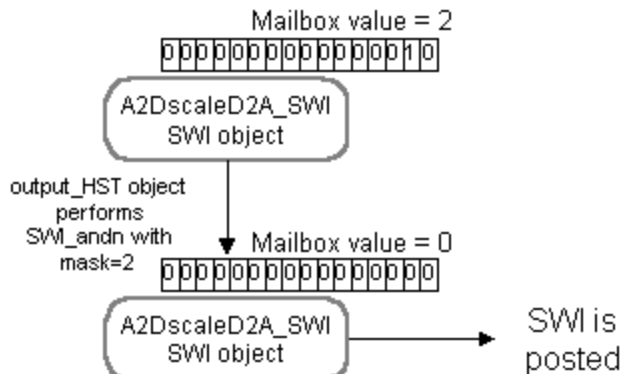 Mailbox value = 2
0000000000000010
A2DscaleD2A_SWI
SWI object
output_HST object
performs
SWI_andn with
mask=2
Mailbox value = 0
0000000000000000
A2DscaleD2A_SWI
SWI object
SWI is
posted